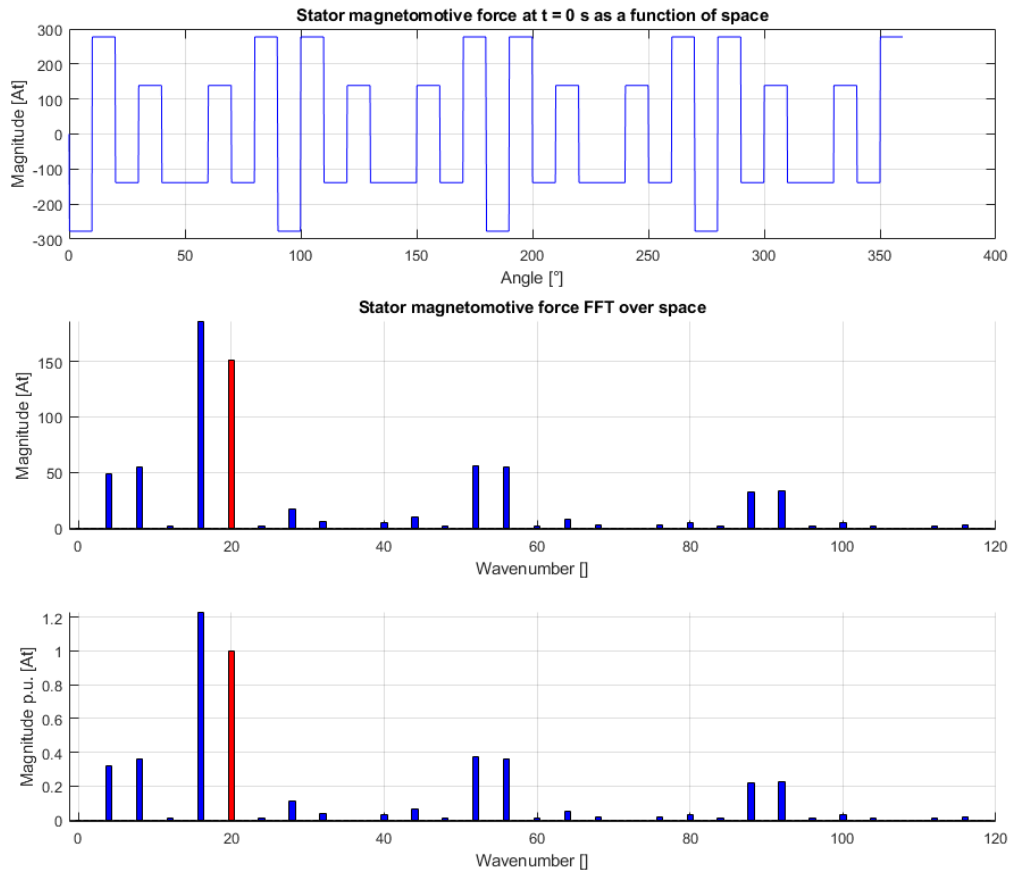 Stator magnetomotive force at t = 0 s as a function of space
300
200
100
0
-100
-200
-300
Magnitude [At]
0 50 100 150 200 250 300 350 400
Angle [°]
Stator magnetomotive force FFT over space
150
100
50
0
Magnitude [At]
0 20 40 60 80 100 120
Wavenumber []
1.2
1
0.8
0.6
0.4
0.2
0
Magnitude p.u. [At]
0 20 40 60 80 100 120
Wavenumber []